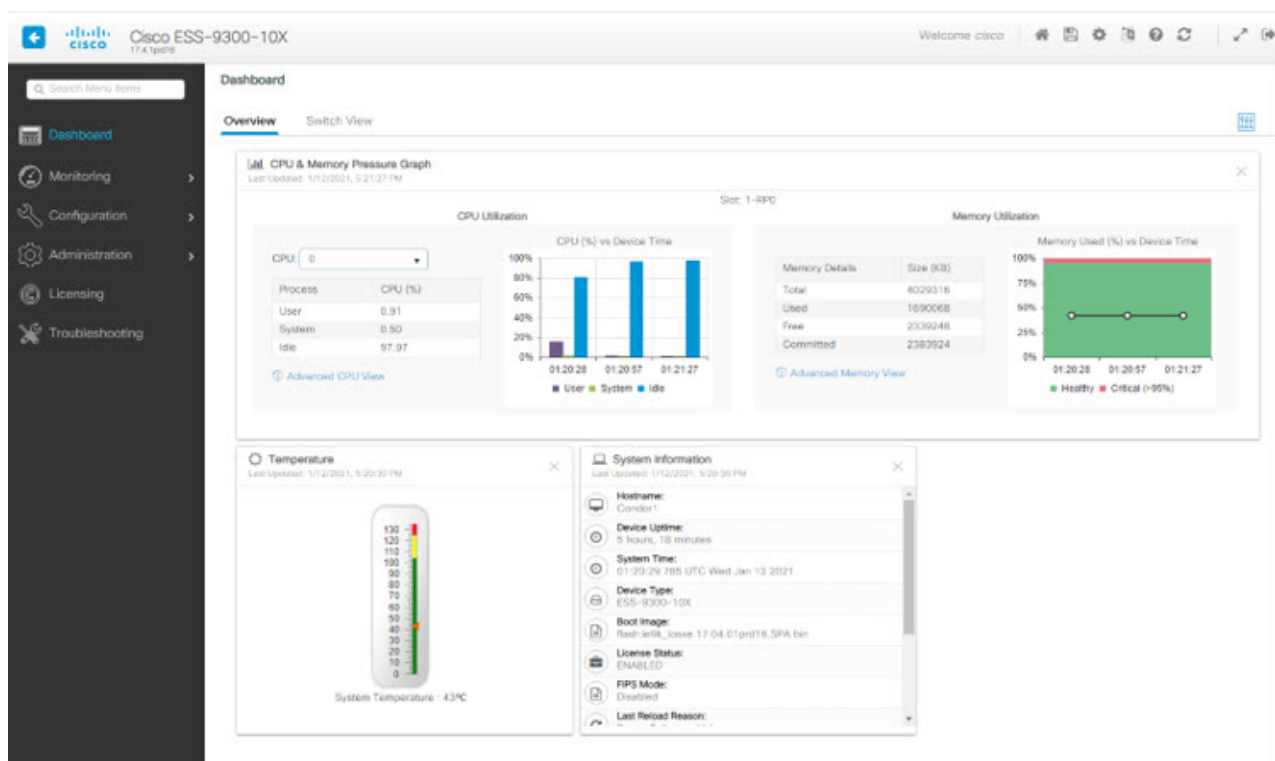 CISCO
Cisco ESS-9300-10X
17.4.1prd16
Welcome cisco
Search Menu Items
Dashboard
Monitoring
Configuration
Administration
Licensing
Troubleshooting
Dashboard
Overview Switch View
CPU & Memory Pressure Graph
Last Updated: 1/12/2021, 5:21:27 PM
Slot: 1-RP0
CPU Utilization
CPU: 0
Process CPU (%)
User 0.91
System 0.50
Idle 97.97
Advanced CPU View
CPU (%) vs Device Time
100%
80%
60%
40%
20%
0%
01:20:28 01:20:57 01:21:27
User System Idle
Memory Utilization
Memory Details Size (KB)
Total 4029316
Used 1690068
Free 2339248
Committed 2383924
Advanced Memory View
Memory Used (%) vs Device Time
100%
75%
50%
25%
0%
01:20:28 01:20:57 01:21:27
Healthy Critical (>95%)
Temperature
Last Updated: 1/12/2021, 5:20:30 PM
130
120
110
100
90
80
70
60
50
40
30
20
10
0
System Temperature : 43ºC
System Information
Last Updated: 1/12/2021, 5:20:30 PM
Hostname:
Condor1
Device Uptime:
5 hours, 18 minutes
System Time:
01:20:29.785 UTC Wed Jan 13 2021
Device Type:
ESS-9300-10X
Boot Image:
flash:ie9k_iosxe.17.04.01prd16.SPA.bin
License Status:
ENABLED
FIPS Mode:
Disabled
Last Reload Reason: